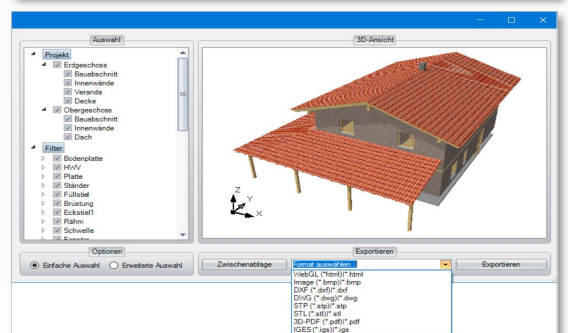 Auswahl
Projekt
Erdgeschoss
Bauabschnitt
Innenwände
Veranda
Decke
Obergeschoss
Bauabschnitt
Innenwände
Dach
Filter
Bodenplatte
HWV
Platte
Ständer
Füllstiel
Brüstung
Eckstiel1
Rähm
Schwelle
Fenster
3D-Ansicht
Z
Y
X
Optionen
Einfache Auswahl
Erweiterte Auswahl
Exportieren
Zwischenablage
Format auswählen
Exportieren
WebGL (*html)|*.html
Image (*.bmp)|*.bmp
DXF (*.dxf)|*.dxf
DWG (*.dwg)|*.dwg
STP (*.stp)|*.stp
STL (*.stl)|*.stl
3D-PDF (*.pdf)|*.pdf
IGES (*.igs)|*.igs